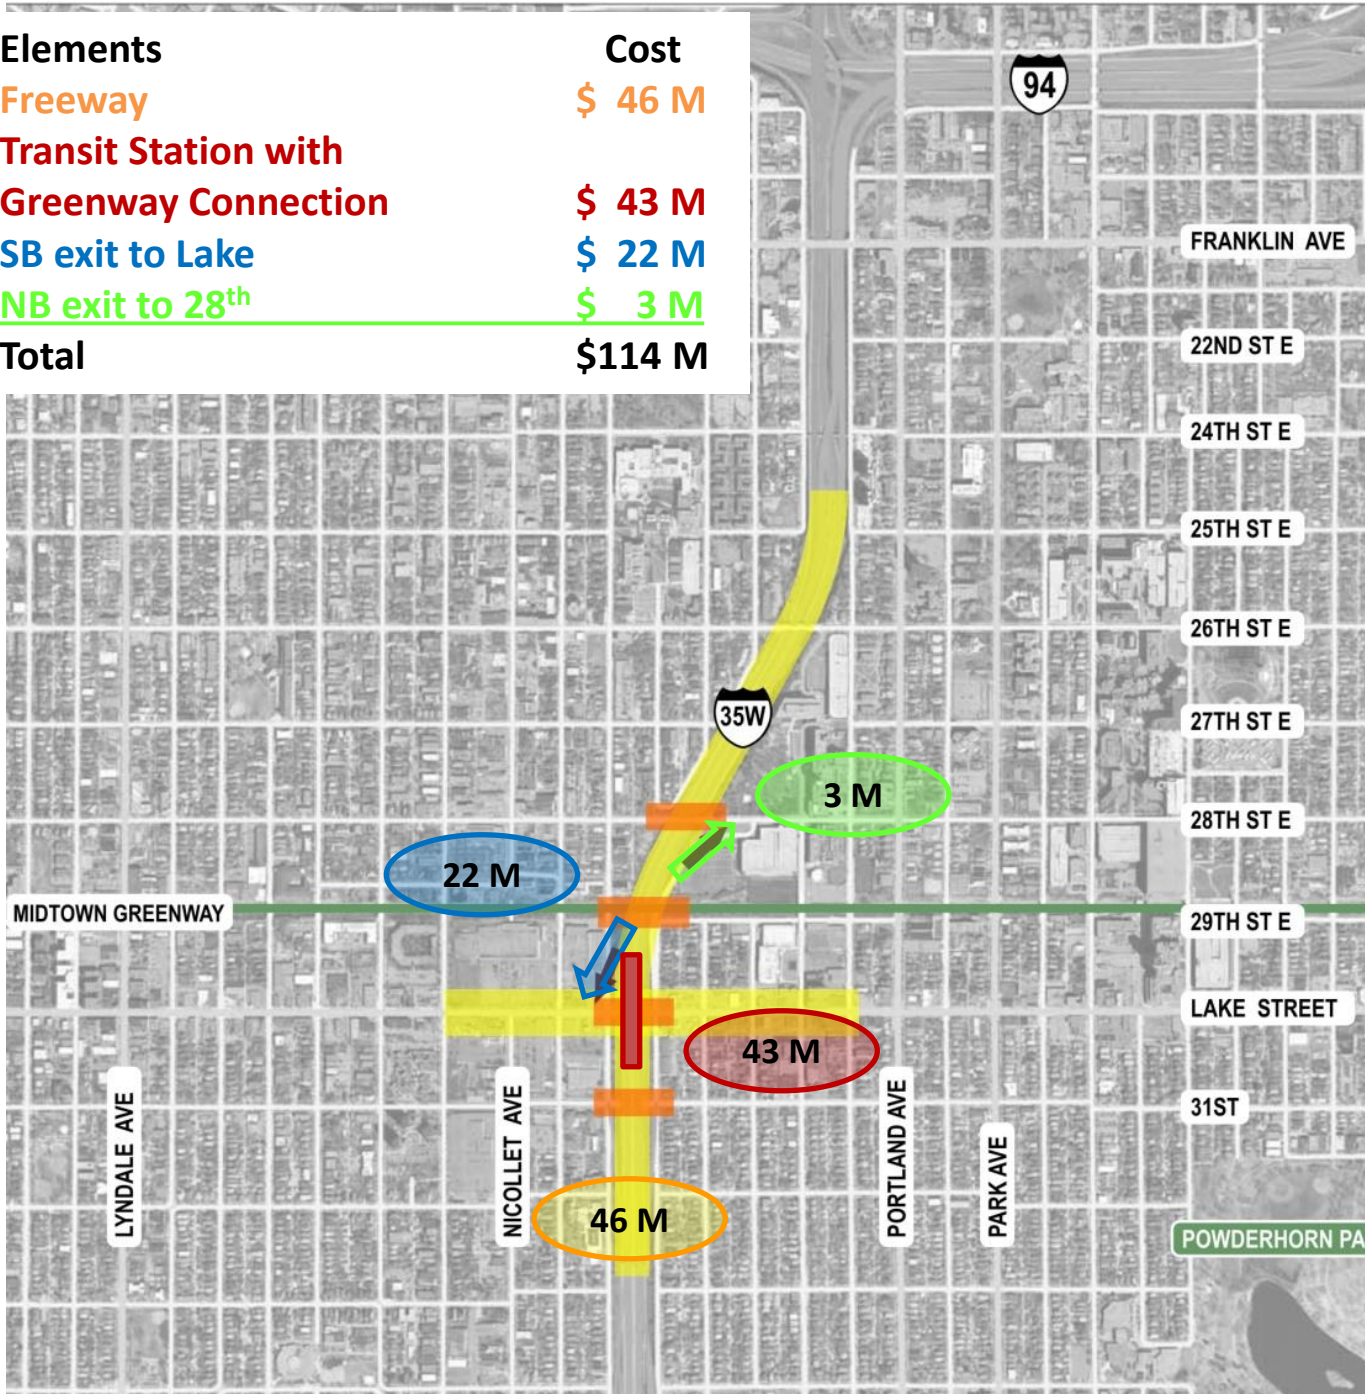 Elements Cost
Freeway $ 46 M
Transit Station with
Greenway Connection $ 43 M
SB exit to Lake $ 22 M
NB exit to 28th $ 3 M
Total $114 M
94
FRANKLIN AVE
22ND ST E
24TH ST E
25TH ST E
26TH ST E
35W
27TH ST E
3 M
28TH ST E
22 M
MIDTOWN GREENWAY
29TH ST E
LAKE STREET
43 M
31ST
LYNDALE AVE
NICOLLET AVE
PORTLAND AVE
PARK AVE
46 M
POWDERHORN PA